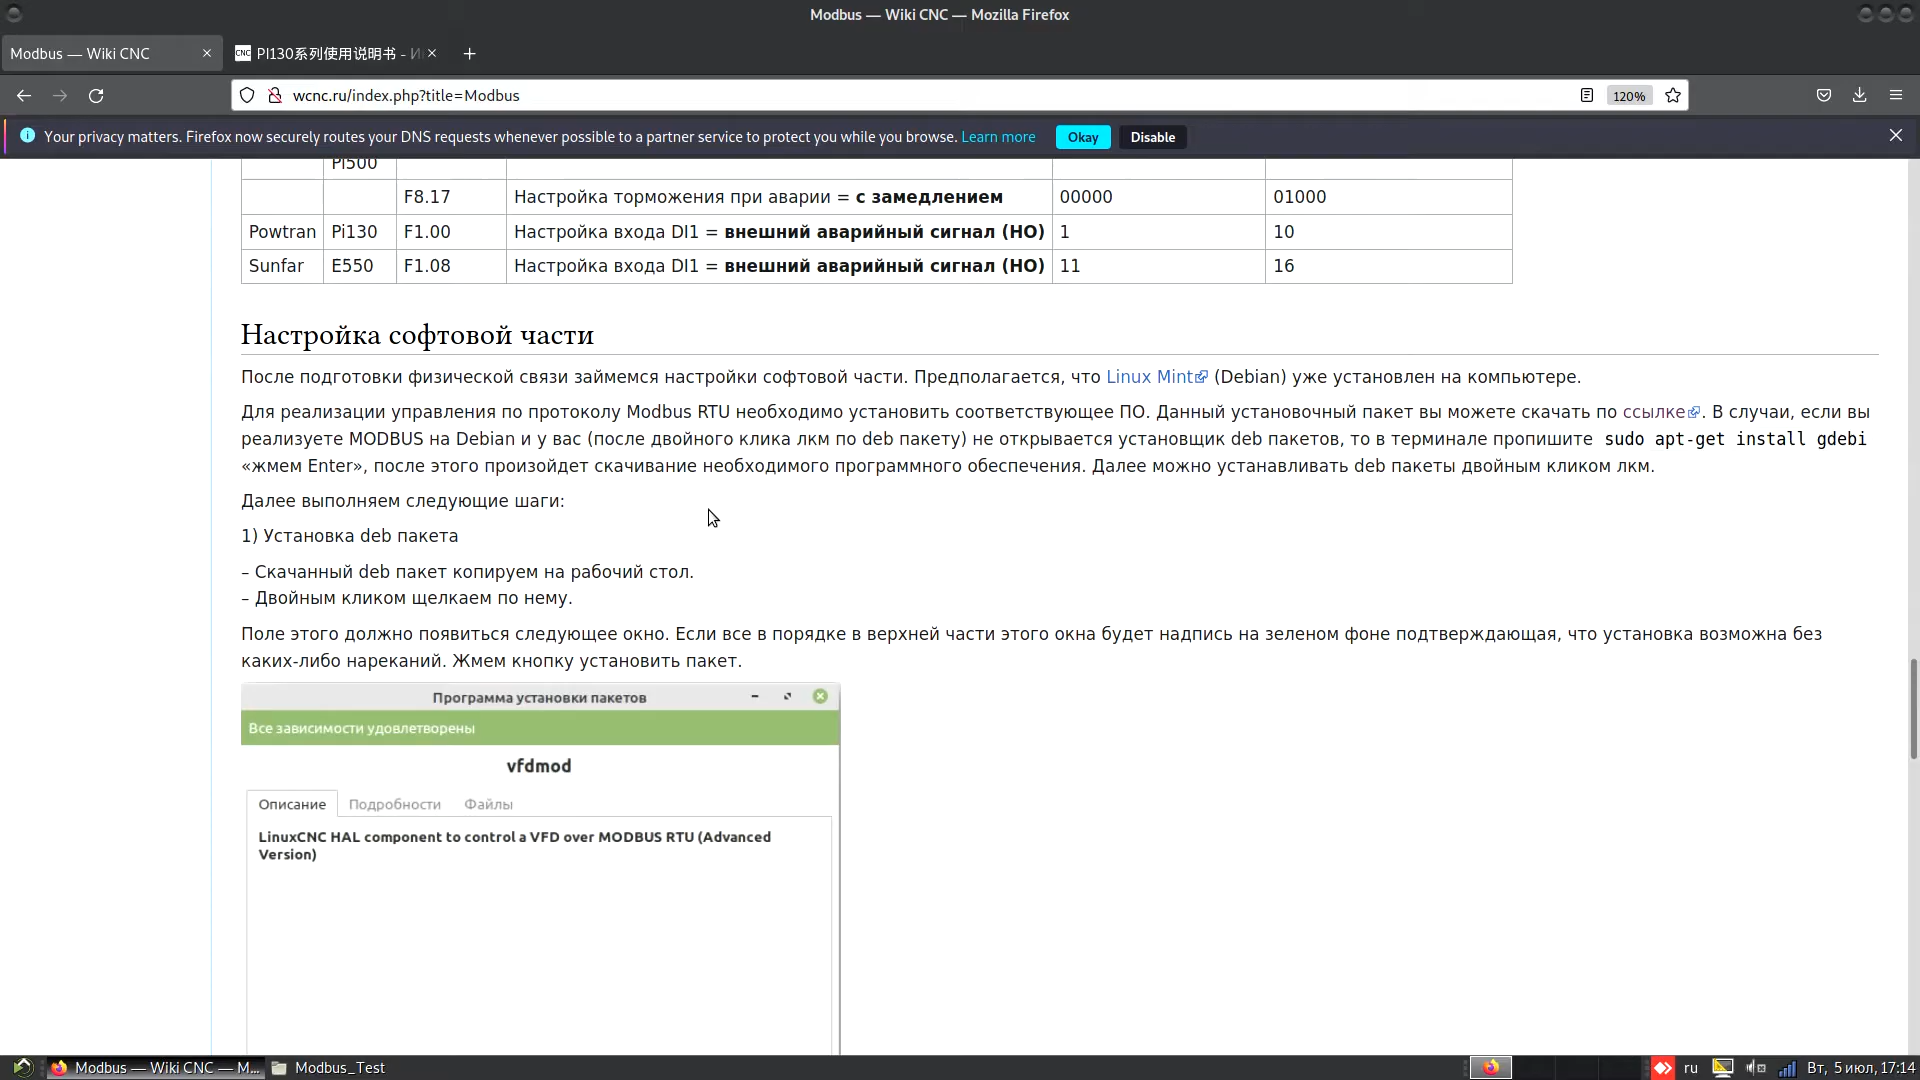 Modbus — Wiki CNC — Mozilla Firefox
Modbus — Wiki CNC
CNC PI130系列使用说明书 -
wcnc.ru/index.php?title=Modbus
120%
Your privacy matters. Firefox now securely routes your DNS requests whenever possible to a partner service to protect you while you browse. Learn more Okay Disable
Pi500
F8.17 Настройка торможения при аварии = с замедлением 00000 01000
Powtran Pi130 F1.00 Настройка входа DI1 = внешний аварийный сигнал (НО) 1 10
Sunfar E550 F1.08 Настройка входа DI1 = внешний аварийный сигнал (НО) 11 16
Настройка софтовой части
После подготовки физической связи займемся настройки софтовой части. Предполагается, что Linux Mint (Debian) уже установлен на компьютере.
Для реализации управления по протоколу Modbus RTU необходимо установить соответствующее ПО. Данный установочный пакет вы можете скачать по ссылке. В случаи, если вы
реализуете MODBUS на Debian и у вас (после двойного клика лкм по deb пакету) не открывается установщик deb пакетов, то в терминале пропишите sudo apt-get install gdebi
«жмем Enter», после этого произойдет скачивание необходимого программного обеспечения. Далее можно устанавливать deb пакеты двойным кликом лкм.
Далее выполняем следующие шаги:
1) Установка deb пакета
– Скачанный deb пакет копируем на рабочий стол.
– Двойным кликом щелкаем по нему.
Поле этого должно появиться следующее окно. Если все в порядке в верхней части этого окна будет надпись на зеленом фоне подтверждающая, что установка возможна без
каких-либо нареканий. Жмем кнопку установить пакет.
Программа установки пакетов
Все зависимости удовлетворены
vfdmod
Описание Подробности Файлы
LinuxCNC HAL component to control a VFD over MODBUS RTU (Advanced
Version)
Modbus — Wiki CNC — M...
Modbus_Test
ru
Вт, 5 июл, 17:14